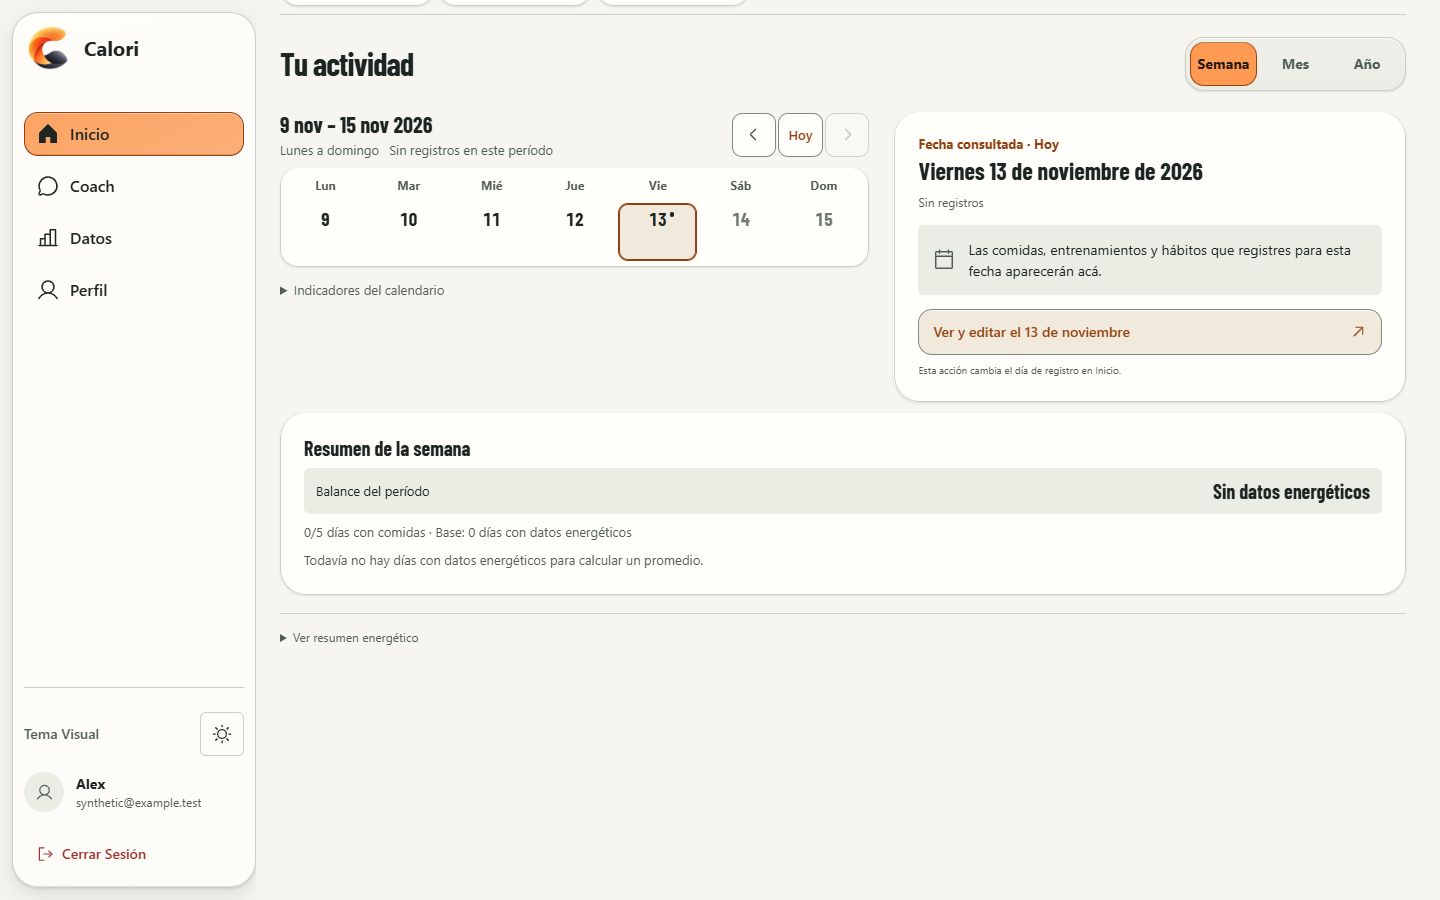 Calori
Inicio
Coach
Datos
Perfil
Tema Visual
Alex
synthetic@example.test
Cerrar Sesión
Tu actividad
Semana Mes Año
9 nov – 15 nov 2026
Lunes a domingo Sin registros en este período
Hoy
Lun Mar Mié Jue Vie Sáb Dom
9 10 11 12 13 14 15
Indicadores del calendario
Fecha consultada · Hoy
Viernes 13 de noviembre de 2026
Sin registros
Las comidas, entrenamientos y hábitos que registres para esta
fecha aparecerán acá.
Ver y editar el 13 de noviembre
Esta acción cambia el día de registro en Inicio.
Resumen de la semana
Balance del período Sin datos energéticos
0/5 días con comidas · Base: 0 días con datos energéticos
Todavía no hay días con datos energéticos para calcular un promedio.
Ver resumen energético